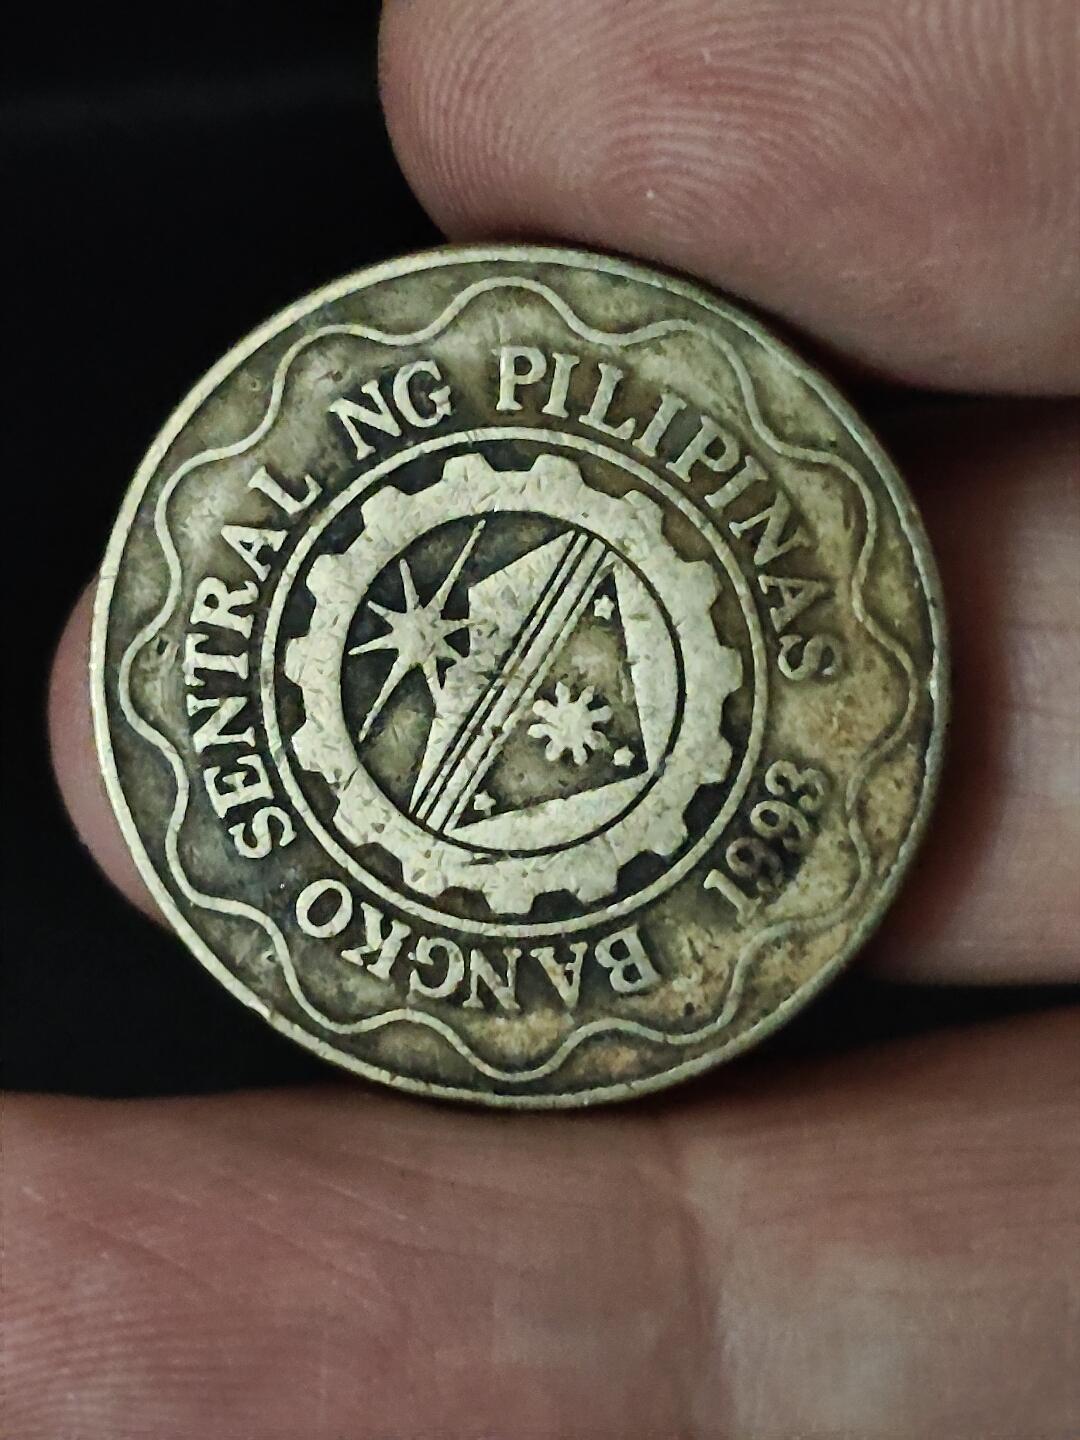 BANGKO SENTRAL NG PILIPINAS
1993